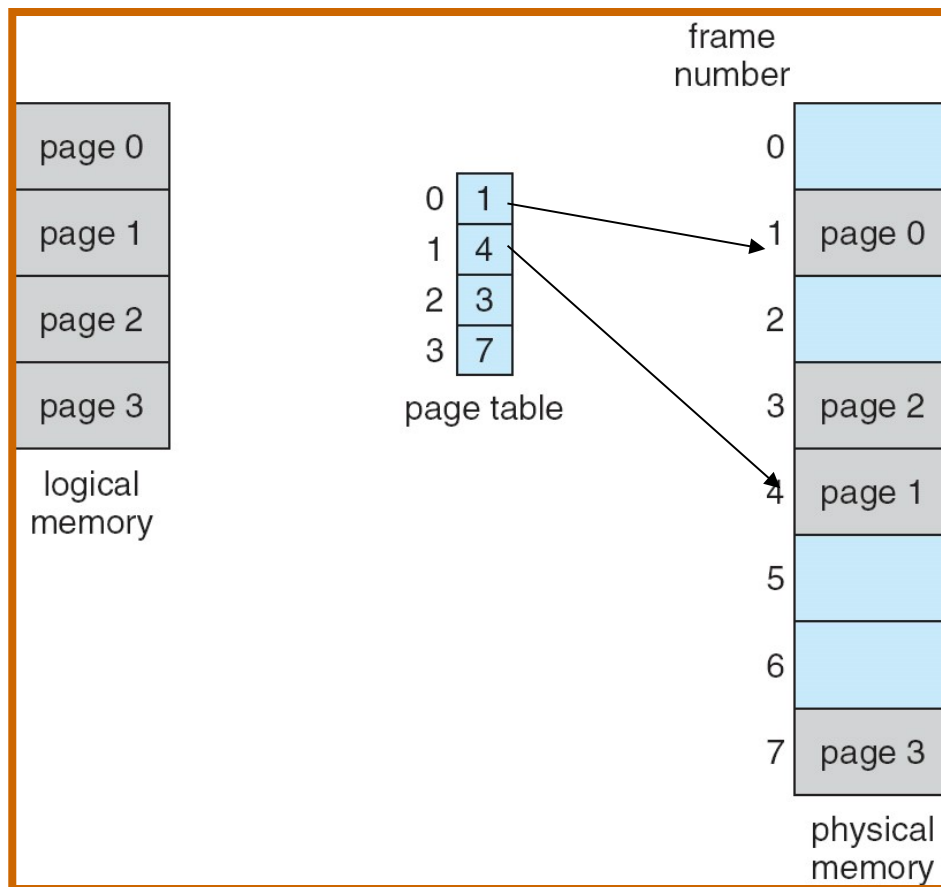 frame
number
page 0
page 1
page 2
page 3
logical
memory
0 1
1 4
2 3
3 7
page table
0
1 page 0
2
3 page 2
4 page 1
5
6
7 page 3
physical
memory